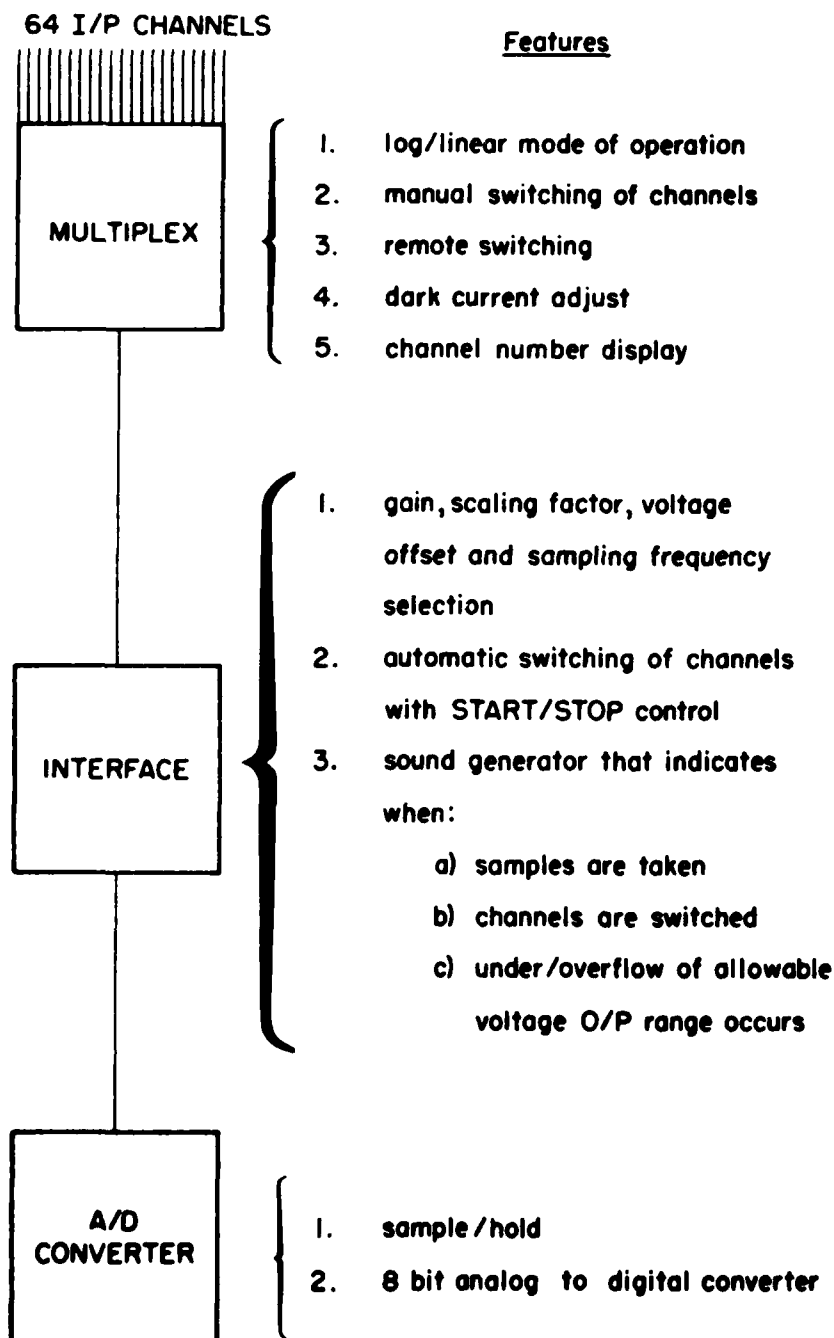 64 I/P CHANNELS
Features
MULTIPLEX
1. log/linear mode of operation
2. manual switching of channels
3. remote switching
4. dark current adjust
5. channel number display
INTERFACE
1. gain, scaling factor, voltage
offset and sampling frequency
selection
2. automatic switching of channels
with START/STOP control
3. sound generator that indicates
when:
a) samples are taken
b) channels are switched
c) under/overflow of allowable
voltage O/P range occurs
A/D
CONVERTER
1. sample/hold
2. 8 bit analog to digital converter